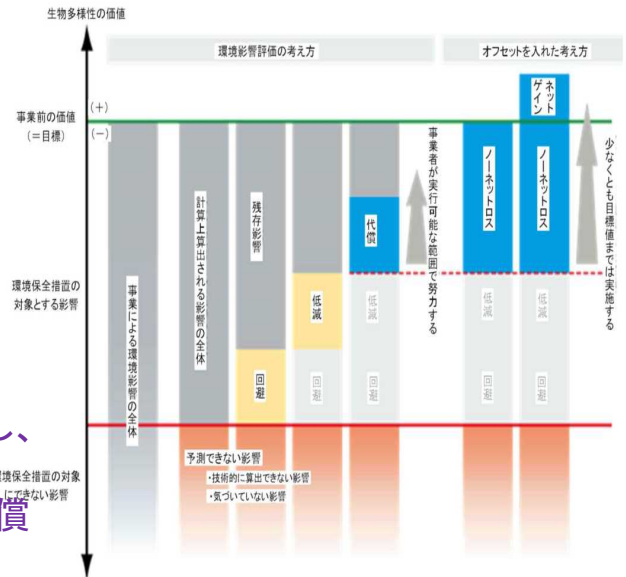 生物多様性の価値
環境影響評価の考え方
オフセットを入れた考え方
事業前の価値
(=目標)
(+)
(−)
環境保全措置の
対象とする影響
環境保全措置の対象
にできない影響
事業による環境影響の全体
計算上算出される影響の全体
残存影響
回避
低減
回避
代償
低減
回避
事業者が実行可能な範囲で努力する
ノーネットロス
低減
回避
ネット
ゲイン
ノーネットロス
低減
回避
少なくとも目標値までは実施する
予測できない影響
・技術的に算出できない影響
・気づいていない影響
、
償